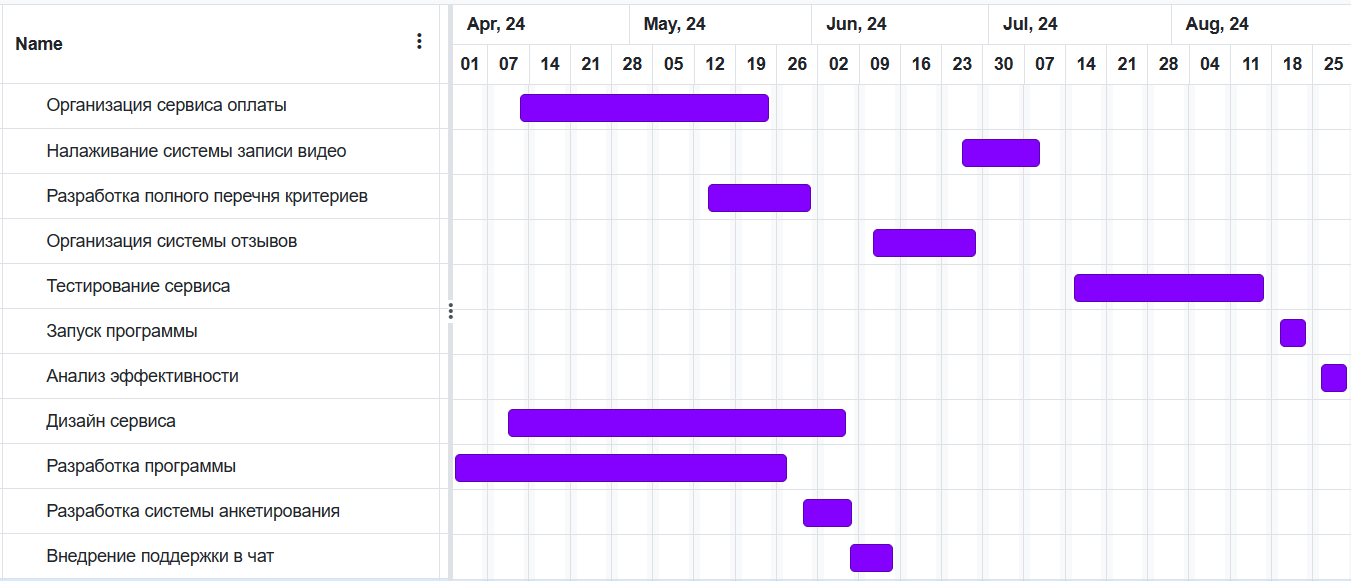 Name
Apr, 24 May, 24 Jun, 24 Jul, 24 Aug, 24
01 07 14 21 28 05 12 19 26 02 09 16 23 30 07 14 21 28 04 11 18 25
Организация сервиса оплаты
Налаживание системы записи видео
Разработка полного перечня критериев
Организация системы отзывов
Тестирование сервиса
Запуск программы
Анализ эффективности
Дизайн сервиса
Разработка программы
Разработка системы анкетирования
Внедрение поддержки в чат